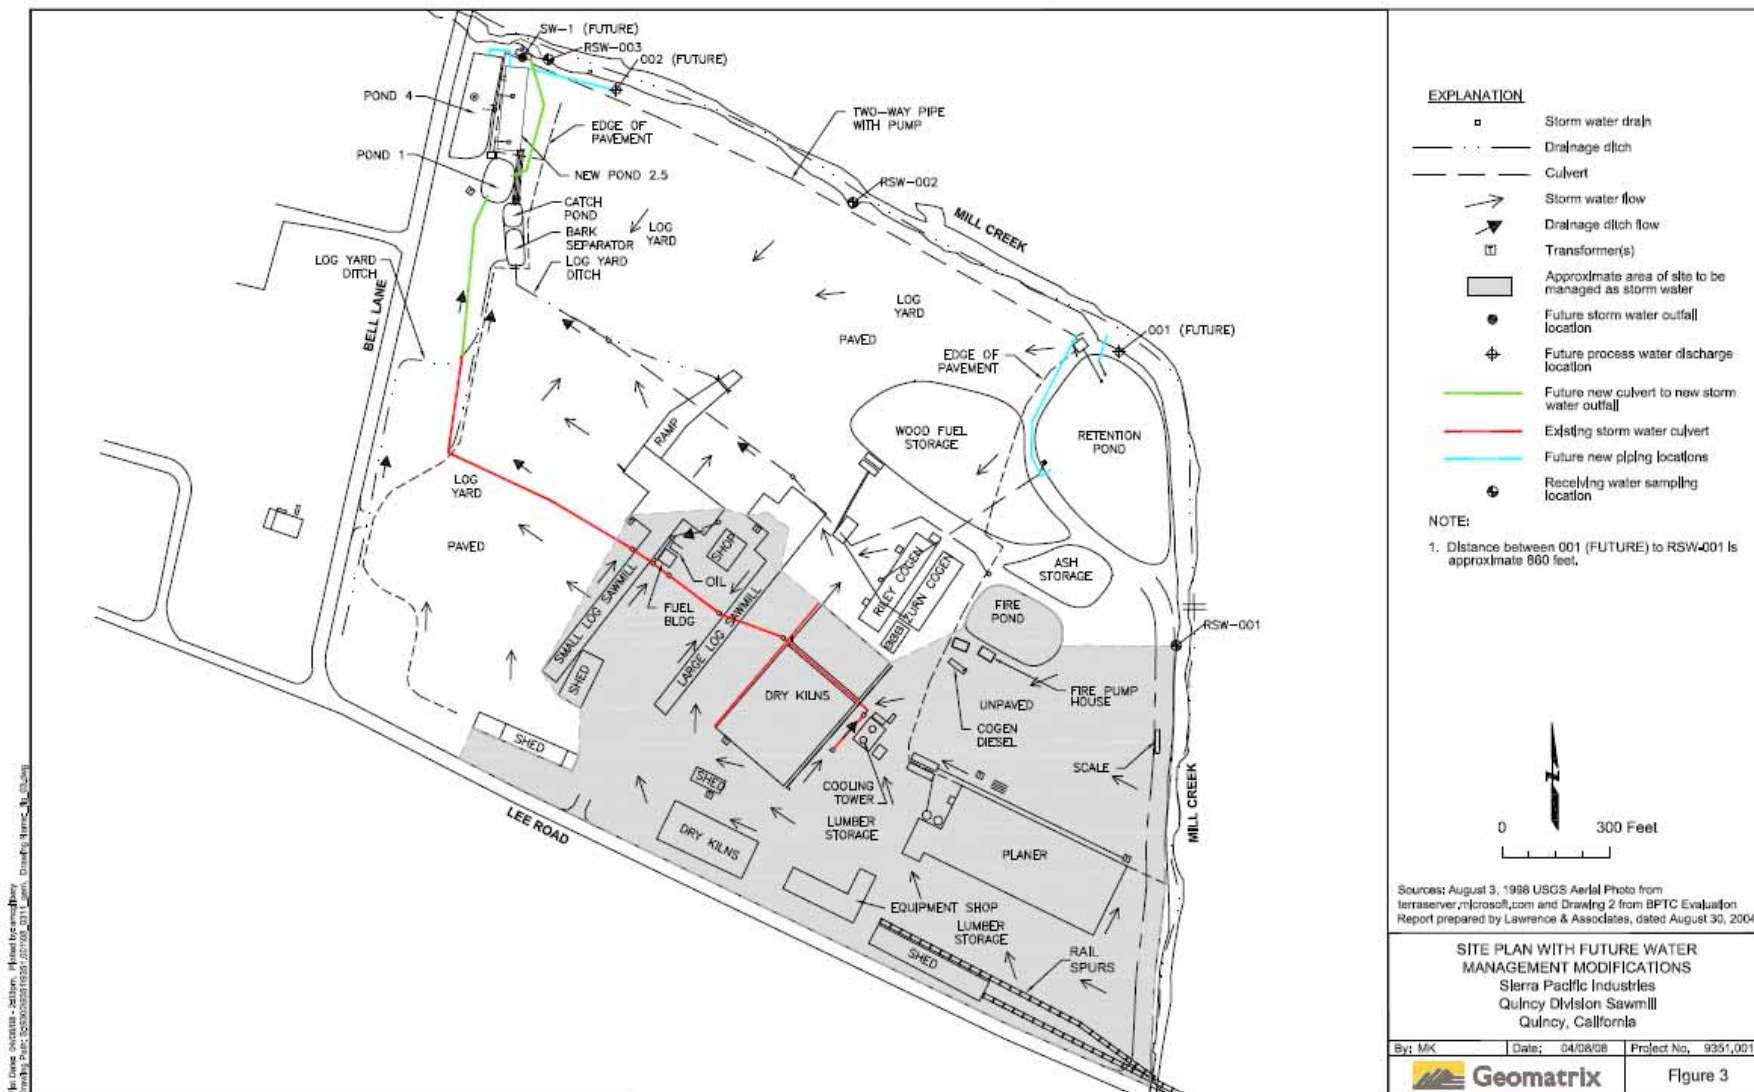 SW-1 (FUTURE)
RSW-003
002 (FUTURE)
POND 4
TWO-WAY PIPE
WITH PUMP
EDGE OF
PAVEMENT
POND 1
NEW POND 2.5
RSW-002
CATCH
POND
BARK
SEPARATOR
LOG
YARD
MILL CREEK
LOG YARD
DITCH
LOG YARD
DITCH
BELL LANE
LOG
YARD
PAVED
001 (FUTURE)
EDGE OF
PAVEMENT
RAMP
WOOD FUEL
STORAGE
RETENTION
POND
LOG
YARD
PAVED
SHOP
OIL
FUEL
BLDG
SMALL LOG SAWMILL
LARGE LOG SAWMILL
SHED
RILEY COGEN
ZURN COGEN
ASH
STORAGE
FIRE
POND
RSW-001
DRY KILNS
UNPAVED
FIRE PUMP
HOUSE
COGEN
DIESEL
SHED
SCALE
SHED
COOLING
TOWER
LUMBER
STORAGE
MILL CREEK
LEE ROAD
DRY KILNS
PLANER
EQUIPMENT SHOP
LUMBER
STORAGE
SHED
RAIL
SPURS
EXPLANATION
Storm water drain
Drainage ditch
Culvert
Storm water flow
Drainage ditch flow
T
Transformer(s)
Approximate area of site to be
managed as storm water
Future storm water outfall
location
Future process water discharge
location
Future new culvert to new storm
water outfall
Existing storm water culvert
Future new piping locations
Receiving water sampling
location
NOTE:
1. Distance between 001 (FUTURE) to RSW-001 is
approximate 860 feet.
N
0 300 Feet
Sources: August 3, 1998 USGS Aerial Photo from
terraserver.microsoft.com and Drawing 2 from BPTC Evaluation
Report prepared by Lawrence & Associates, dated August 30, 2004
SITE PLAN WITH FUTURE WATER
MANAGEMENT MODIFICATIONS
Sierra Pacific Industries
Quincy Division Sawmill
Quincy, California
By: MK Date: 04/08/08 Project No. 9351.001
Geomatrix
Figure 3